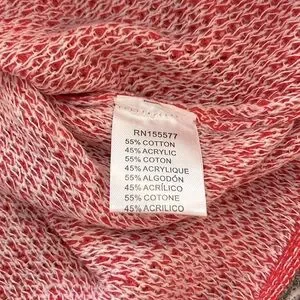 RN155577
55% COTTON
45% ACRYLIC
55% COTON
45% ACRYLIQUE
55% ALGODÓN
45% ACRÍLICO
55% COTONE
45% ACRILICO